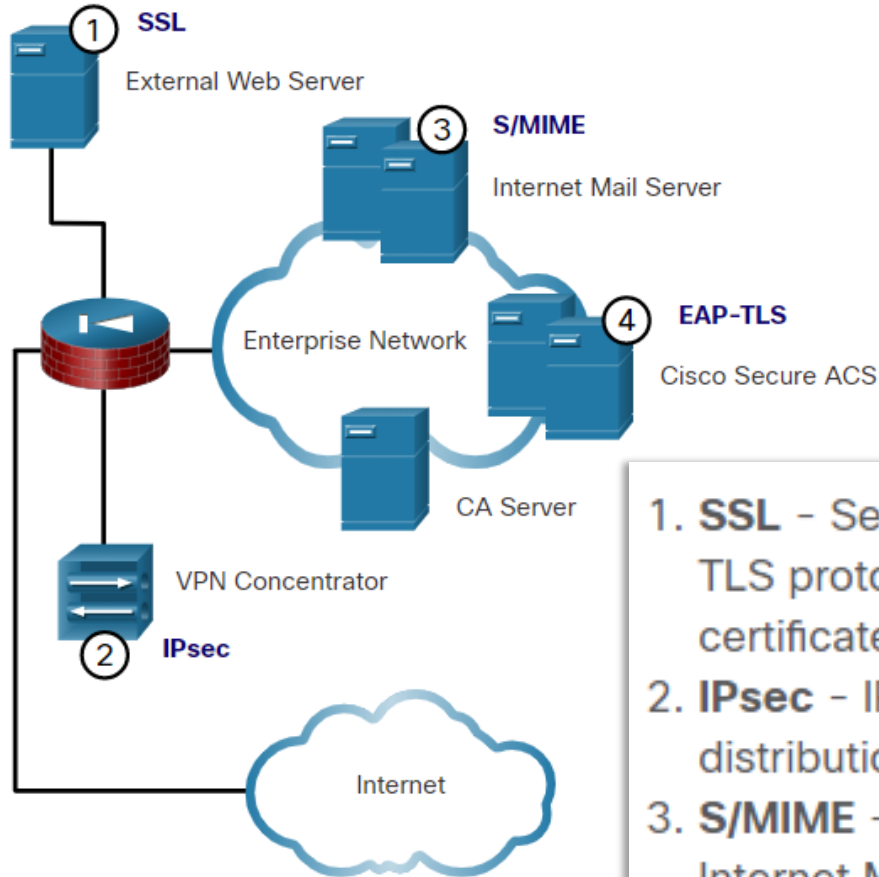 1 SSL
External Web Server
3 S/MIME
Internet Mail Server
4 EAP-TLS
Enterprise Network
Cisco Secure ACS
CA Server
VPN Concentrator
2 IPsec
Internet
1. SSL - Se
TLS proto
certificate
2. IPsec -
distributio
3. S/MIME -
Internet